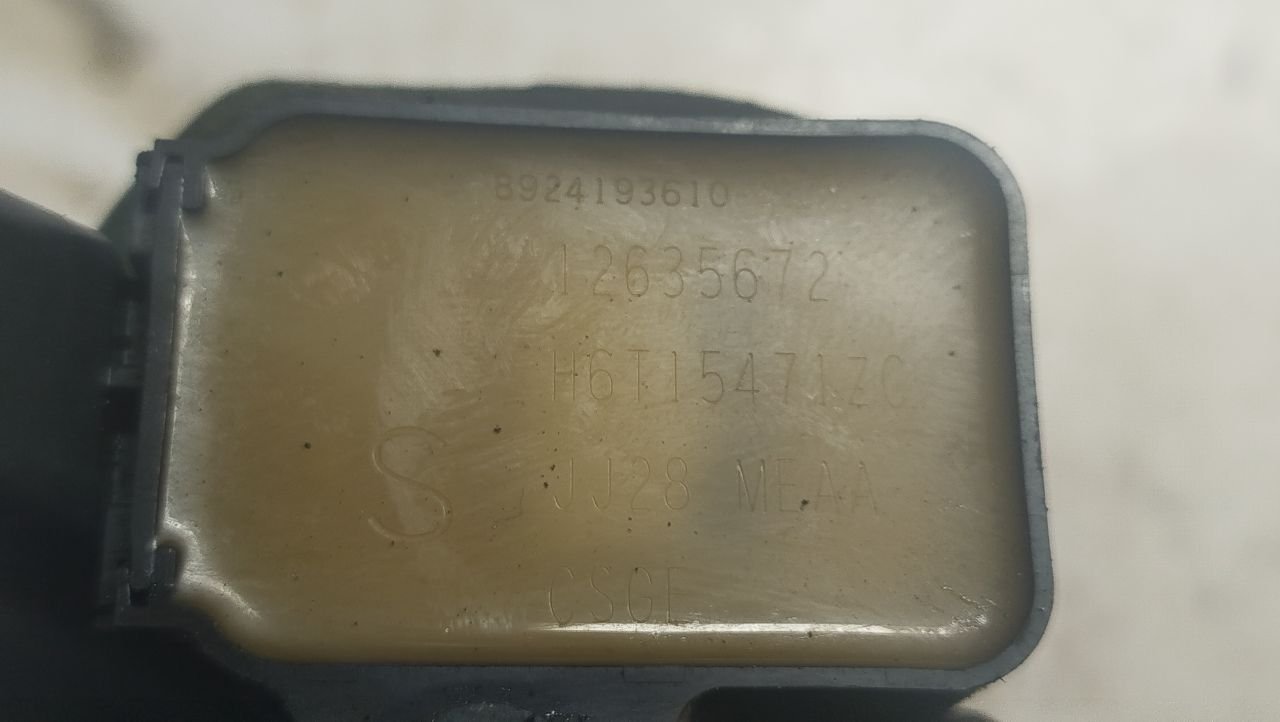 8924193610
12635672
H6T15471ZC
S JJ28 MEAA
CSGE